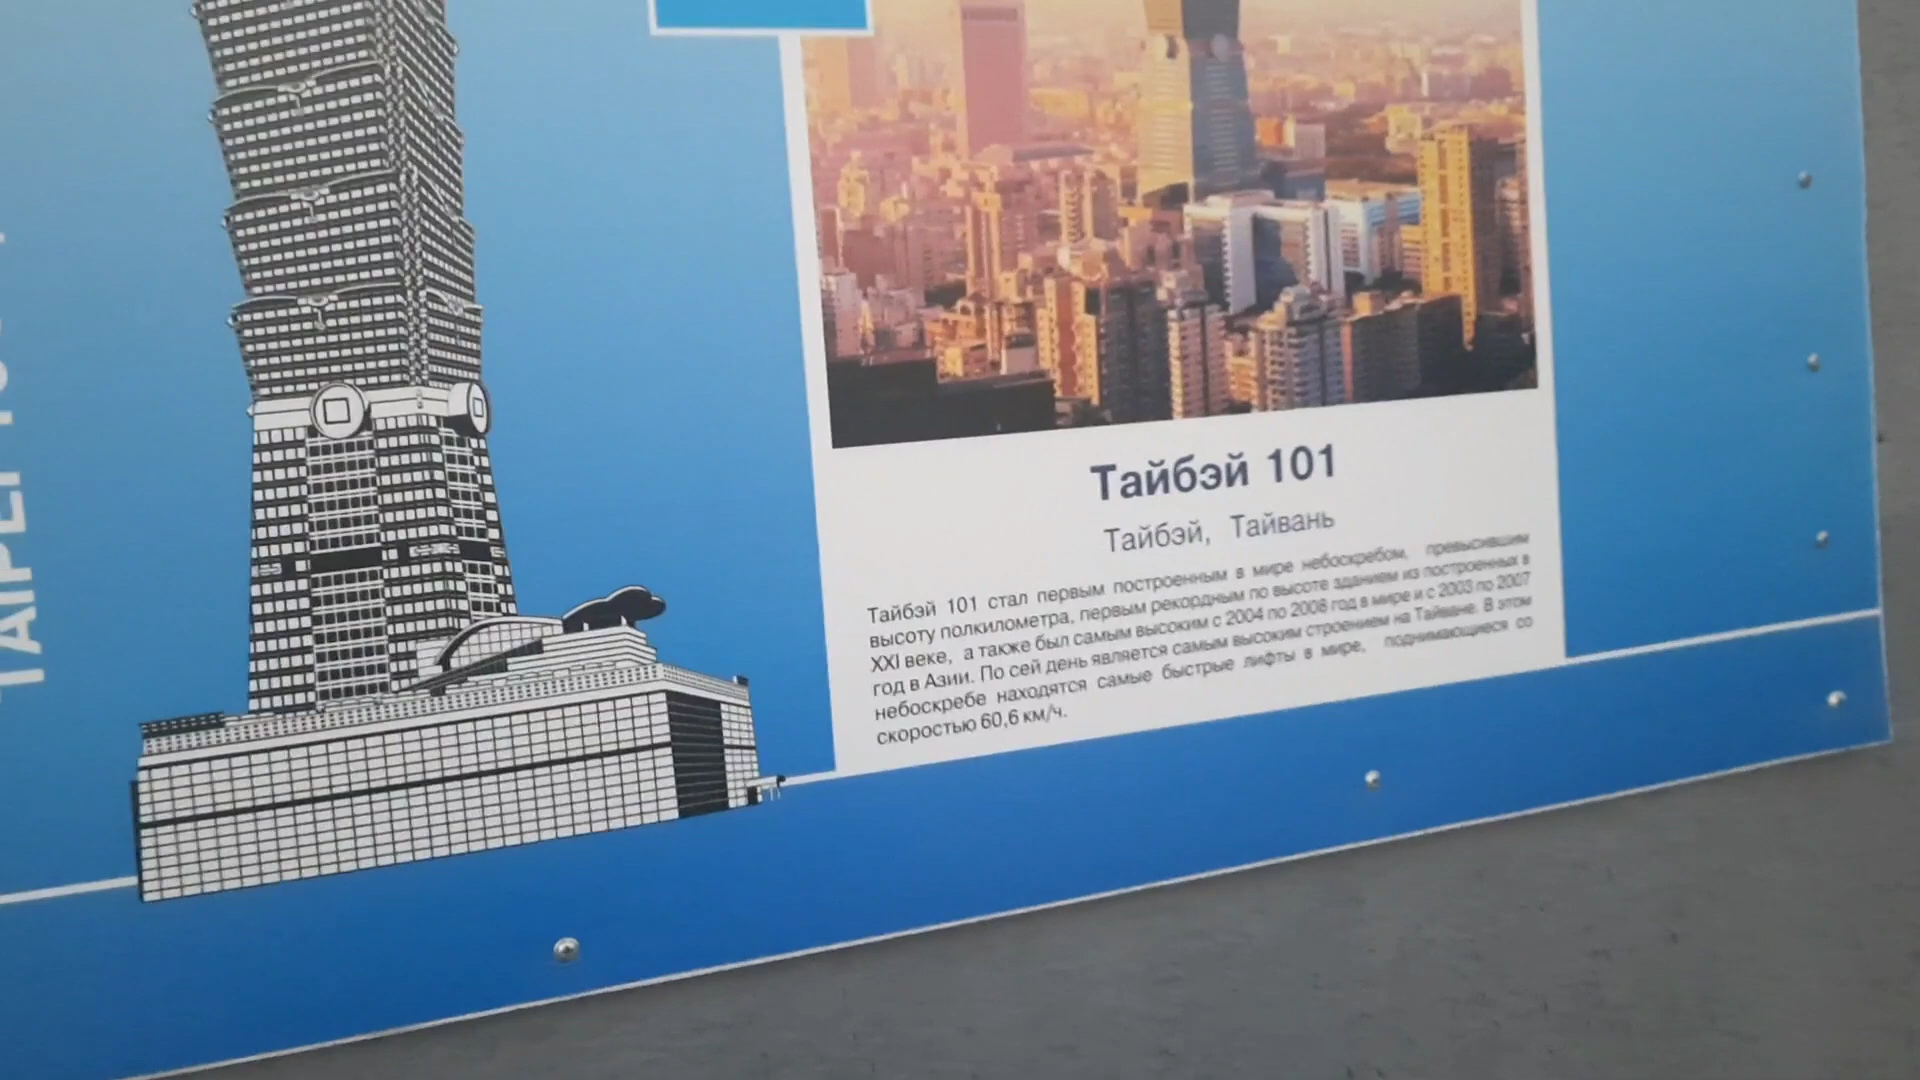 TAIPEI
Тайбэй 101
Тайбэй, Тайвань
Тайбэй 101 стал первым построенным в мире небоскребом, превысившим
высоту полкилометра, первым рекордным по высоте зданием из построенных в
XXI веке, а также был самым высоким с 2004 по 2008 год в мире и с 2003 по 2007
год в Азии. По сей день является самым высоким строением на Тайване. В этом
небоскребе находятся самые быстрые лифты в мире, поднимающиеся со
скоростью 60,6 км/ч.